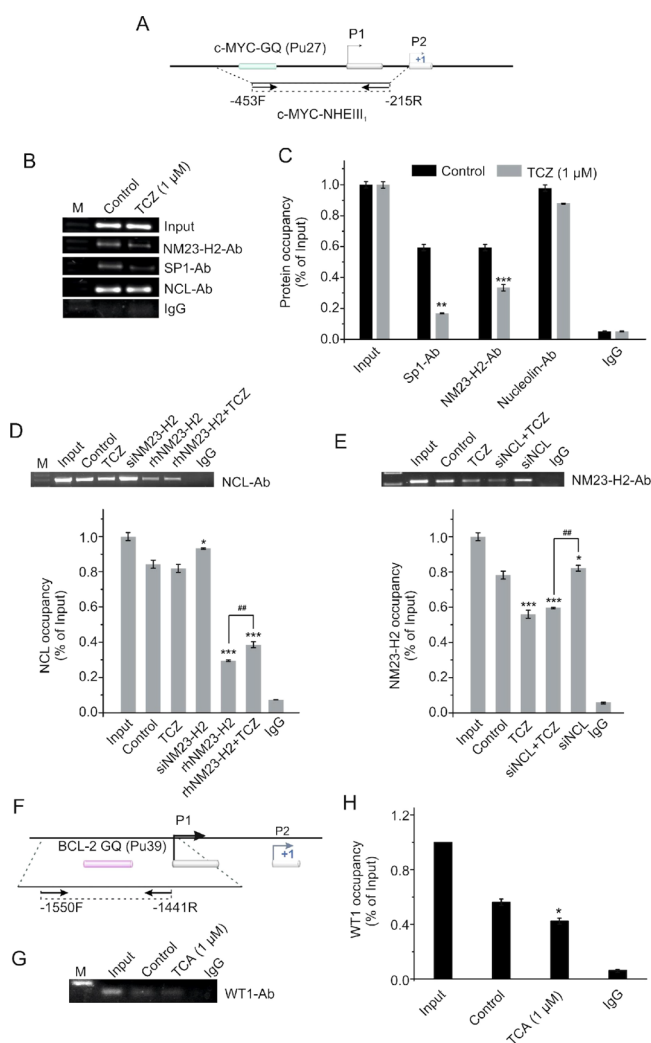 A
P1
c-MYC-GQ (Pu27)
P2
+1
-453F
-215R
c-MYC-NHEIII₁
B
M
Control
TCZ (1 µM)
Input
NM23-H2-Ab
SP1-Ab
NCL-Ab
IgG
C
Control
TCZ (1 µM)
Protein occupancy
(% of Input)
1.0
0.8
0.6
0.4
0.2
0.0
**
***
Input
Sp1-Ab
NM23-H2-Ab
Nucleolin-Ab
IgG
D
M
Input
Control
TCZ
siNM23-H2
rhNM23-H2
rhNM23-H2+TCZ
IgG
NCL-Ab
NCL occupancy
(% of Input)
1.0
0.8
0.6
0.4
0.2
0.0
*
##
***
***
Input
Control
TCZ
siNM23-H2
rhNM23-H2
rhNM23-H2+TCZ
IgG
E
Input
Control
TCZ
siNCL+TCZ
siNCL
IgG
NM23-H2-Ab
NM23-H2 occupancy
(% of Input)
1.0
0.8
0.6
0.4
0.2
0.0
##
*
***
***
Input
Control
TCZ
siNCL+TCZ
siNCL
IgG
F
P1
BCL-2 GQ (Pu39)
P2
+1
-1550F
-1441R
G
M
Input
Control
TCA (1 µM)
IgG
WT1-Ab
H
WT1 occupancy
(% of Input)
1.2
0.8
0.4
0.0
*
Input
Control
TCA (1 µM)
IgG